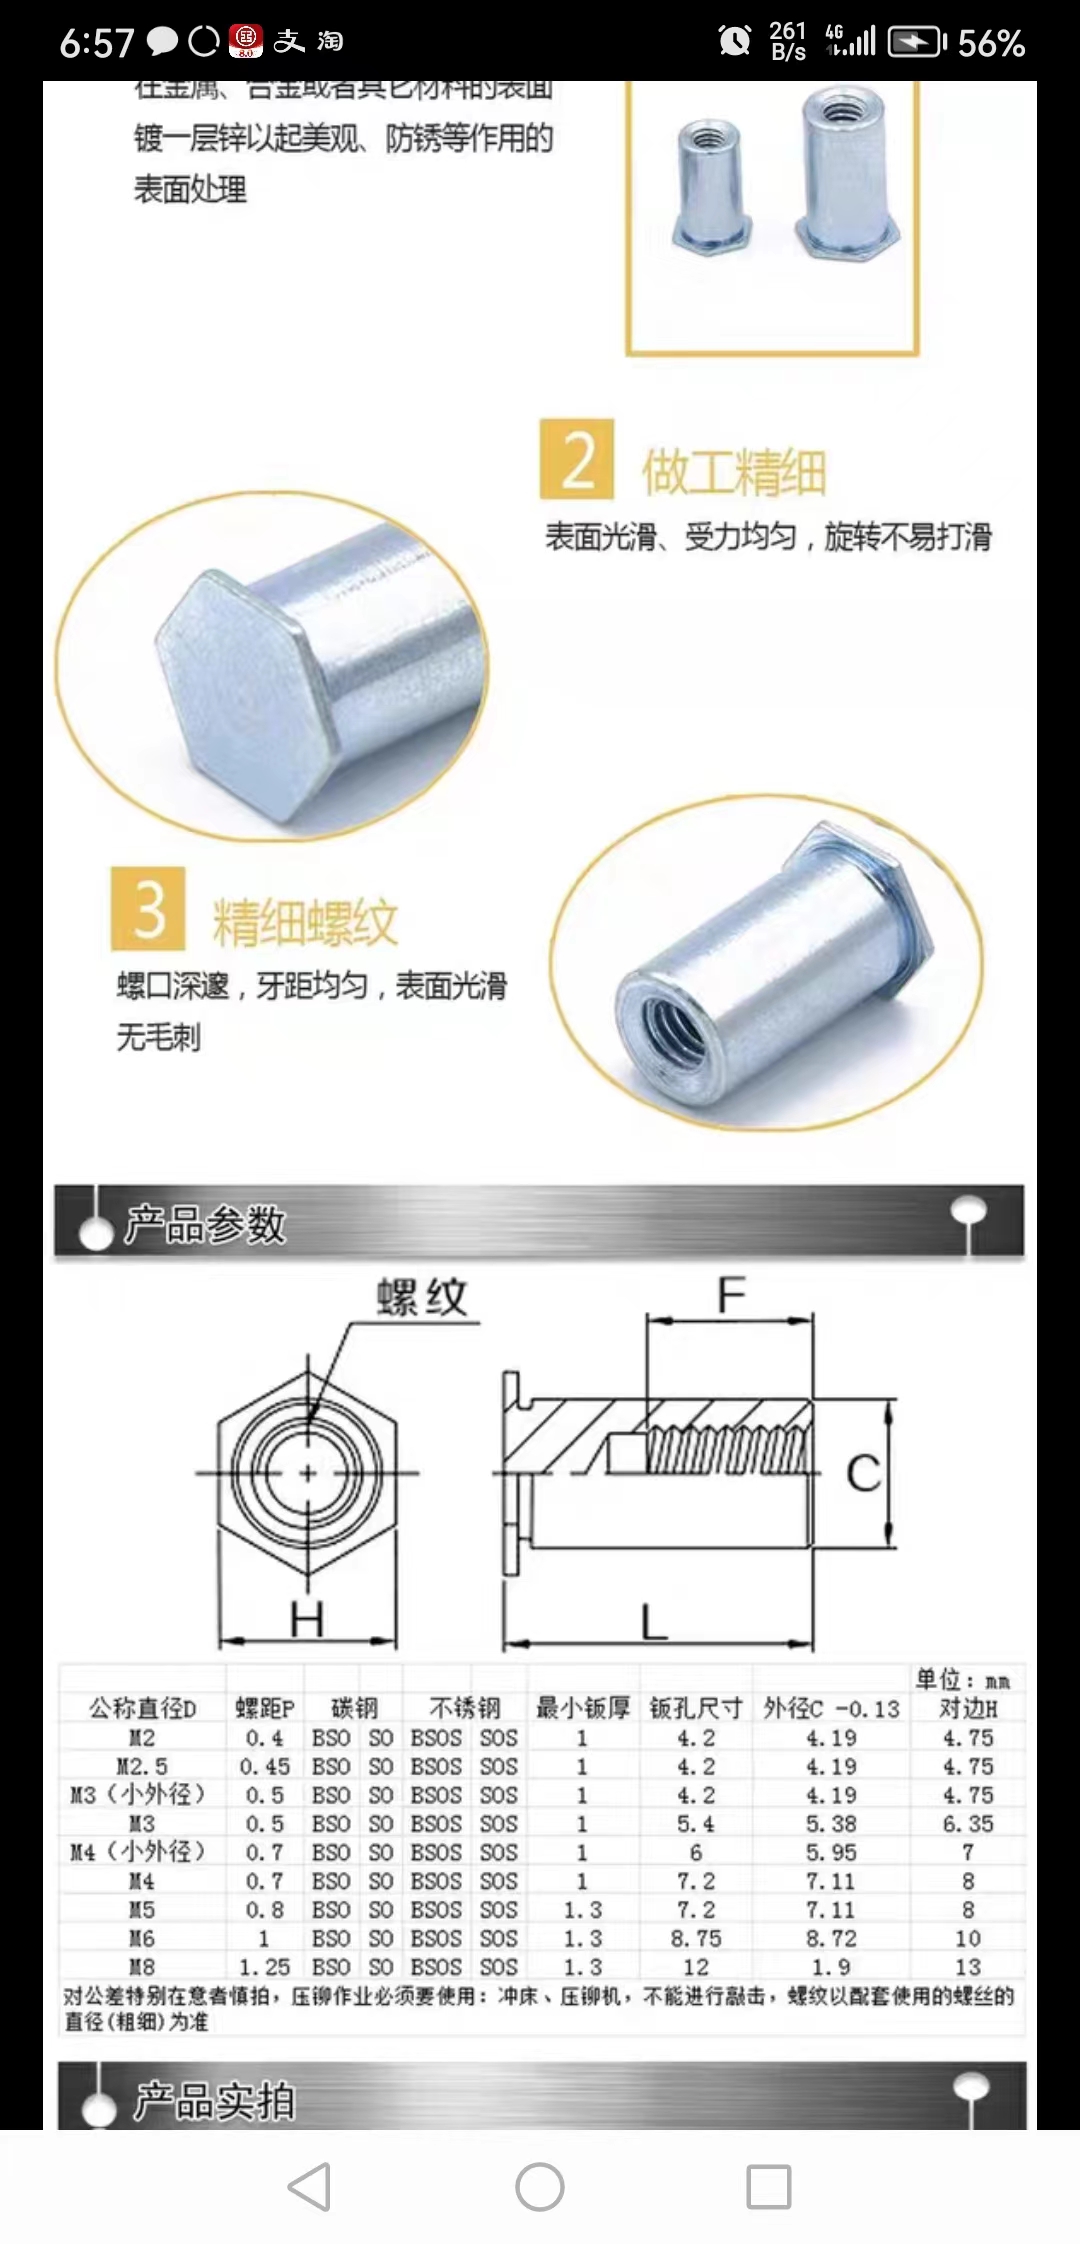 6:57 支 淘 261 B/s 4G 56%
在金属、合金或者其它材料的表面
镀一层锌以起美观、防锈等作用的
表面处理
2 做工精细
表面光滑、受力均匀，旋转不易打滑
3 精细螺纹
螺口深邃，牙距均匀，表面光滑
无毛刺
产品参数
螺纹
F
C
H
L
单位：mm
公称直径D 螺距P 碳钢 不锈钢 最小钣厚 钣孔尺寸 外径C -0.13 对边H
M2 0.4 BSO SO BSOS SOS 1 4.2 4.19 4.75
M2.5 0.45 BSO SO BSOS SOS 1 4.2 4.19 4.75
M3（小外径） 0.5 BSO SO BSOS SOS 1 4.2 4.19 4.75
M3 0.5 BSO SO BSOS SOS 1 5.4 5.38 6.35
M4（小外径） 0.7 BSO SO BSOS SOS 1 6 5.95 7
M4 0.7 BSO SO BSOS SOS 1 7.2 7.11 8
M5 0.8 BSO SO BSOS SOS 1.3 7.2 7.11 8
M6 1 BSO SO BSOS SOS 1.3 8.75 8.72 10
M8 1.25 BSO SO BSOS SOS 1.3 12 1.9 13
对公差特别在意者慎拍，压铆作业必须要使用：冲床、压铆机，不能进行敲击，螺纹以配套使用的螺丝的
直径(粗细)为准
产品实拍